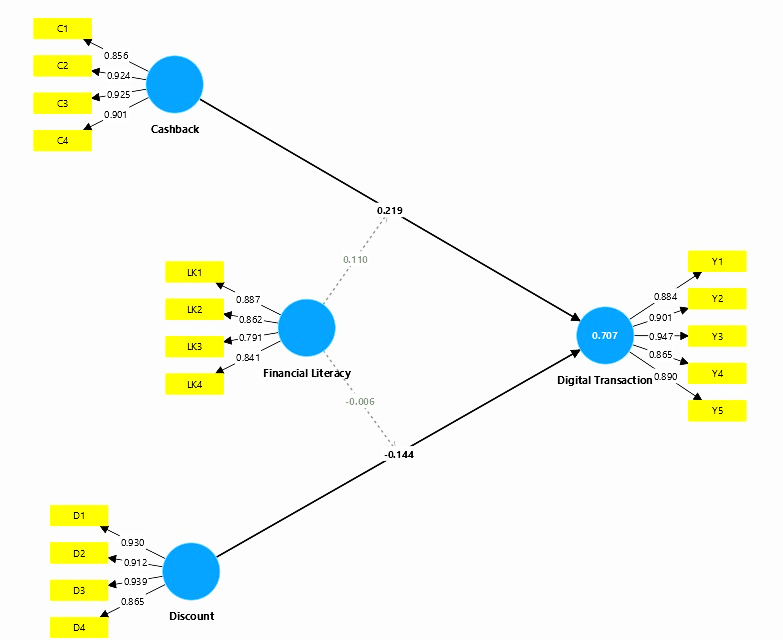 C1
0.856
C2
0.924
C3
0.925
C4
0.901
Cashback
0.219
0.110
LK1
0.887
LK2
0.862
LK3
0.791
LK4
0.841
Financial Literacy
-0.006
-0.144
Y1
0.884
Y2
0.901
0.707
0.947
Y3
0.865
Y4
Digital Transaction
0.890
Y5
D1
0.930
D2
0.912
D3
0.939
D4
0.865
Discount